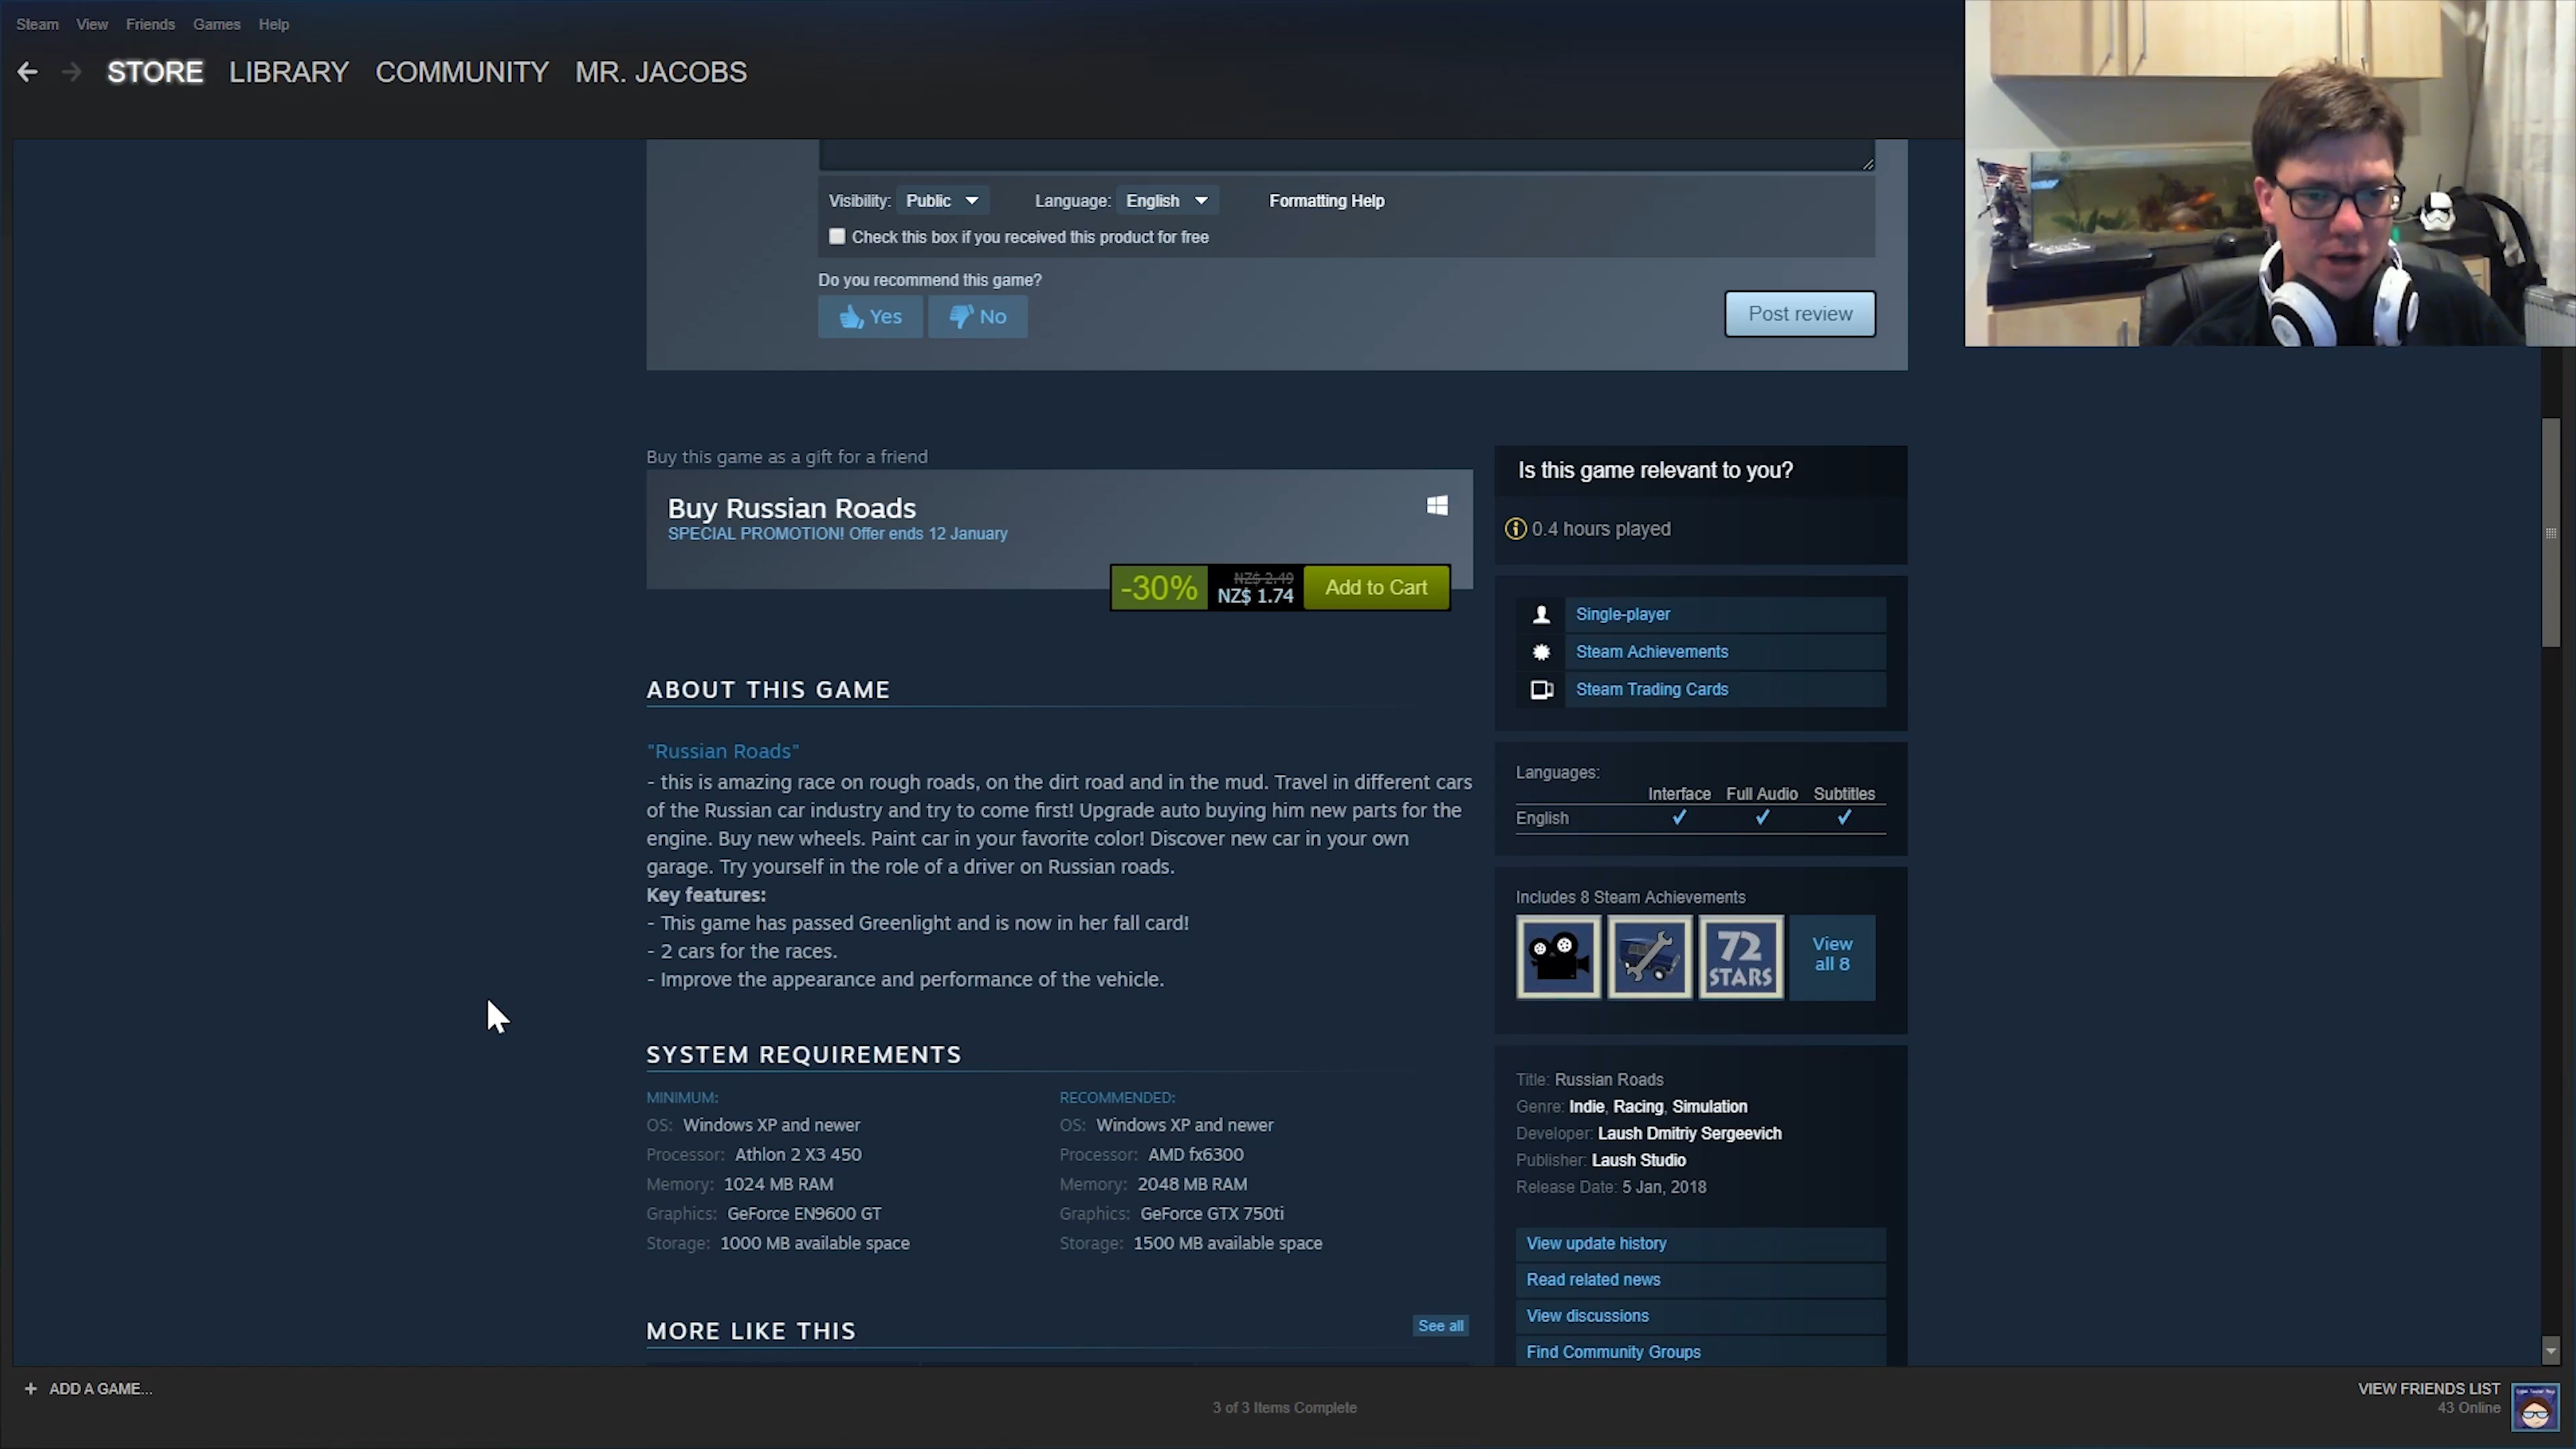 Steam View Friends Games Help
STORE LIBRARY COMMUNITY MR. JACOBS
Visibility: Public Language: English Formatting Help
Check this box if you received this product for free
Do you recommend this game?
Yes No
Post review
Buy this game as a gift for a friend
Buy Russian Roads
SPECIAL PROMOTION! Offer ends 12 January
-30% NZ$ 2.49 NZ$ 1.74 Add to Cart
ABOUT THIS GAME
"Russian Roads"
- this is amazing race on rough roads, on the dirt road and in the mud. Travel in different cars
of the Russian car industry and try to come first! Upgrade auto buying him new parts for the
engine. Buy new wheels. Paint car in your favorite color! Discover new car in your own
garage. Try yourself in the role of a driver on Russian roads.
Key features:
- This game has passed Greenlight and is now in her fall card!
- 2 cars for the races.
- Improve the appearance and performance of the vehicle.
SYSTEM REQUIREMENTS
MINIMUM:
OS: Windows XP and newer
Processor: Athlon 2 X3 450
Memory: 1024 MB RAM
Graphics: GeForce EN9600 GT
Storage: 1000 MB available space
RECOMMENDED:
OS: Windows XP and newer
Processor: AMD fx6300
Memory: 2048 MB RAM
Graphics: GeForce GTX 750ti
Storage: 1500 MB available space
MORE LIKE THIS See all
Is this game relevant to you?
0.4 hours played
Single-player
Steam Achievements
Steam Trading Cards
Languages:
Interface Full Audio Subtitles
English ✓ ✓ ✓
Includes 8 Steam Achievements
72 STARS
View
all 8
Title: Russian Roads
Genre: Indie, Racing, Simulation
Developer: Laush Dmitriy Sergeevich
Publisher: Laush Studio
Release Date: 5 Jan, 2018
View update history
Read related news
View discussions
Find Community Groups
+ ADD A GAME...
3 of 3 Items Complete
VIEW FRIENDS LIST
43 Online